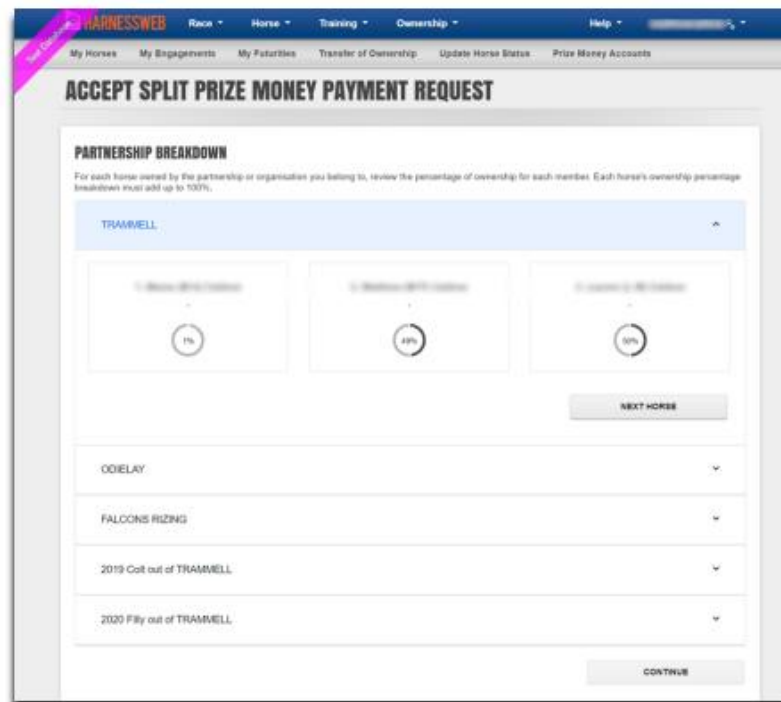 Test Database
HARNESSWEB Race Horse Training Ownership Help
My Horses My Engagements My Futurities Transfer of Ownership Update Horse Status Prize Money Accounts
ACCEPT SPLIT PRIZE MONEY PAYMENT REQUEST
PARTNERSHIP BREAKDOWN
For each horse owned by the partnership or organisation you belong to, review the percentage of ownership for each member. Each horse's ownership percentage
breakdown must add up to 100%.
TRAMMELL
1% 49% 50%
NEXT HORSE
ODIELAY
FALCONS RIZING
2019 Colt out of TRAMMELL
2020 Filly out of TRAMMELL
CONTINUE